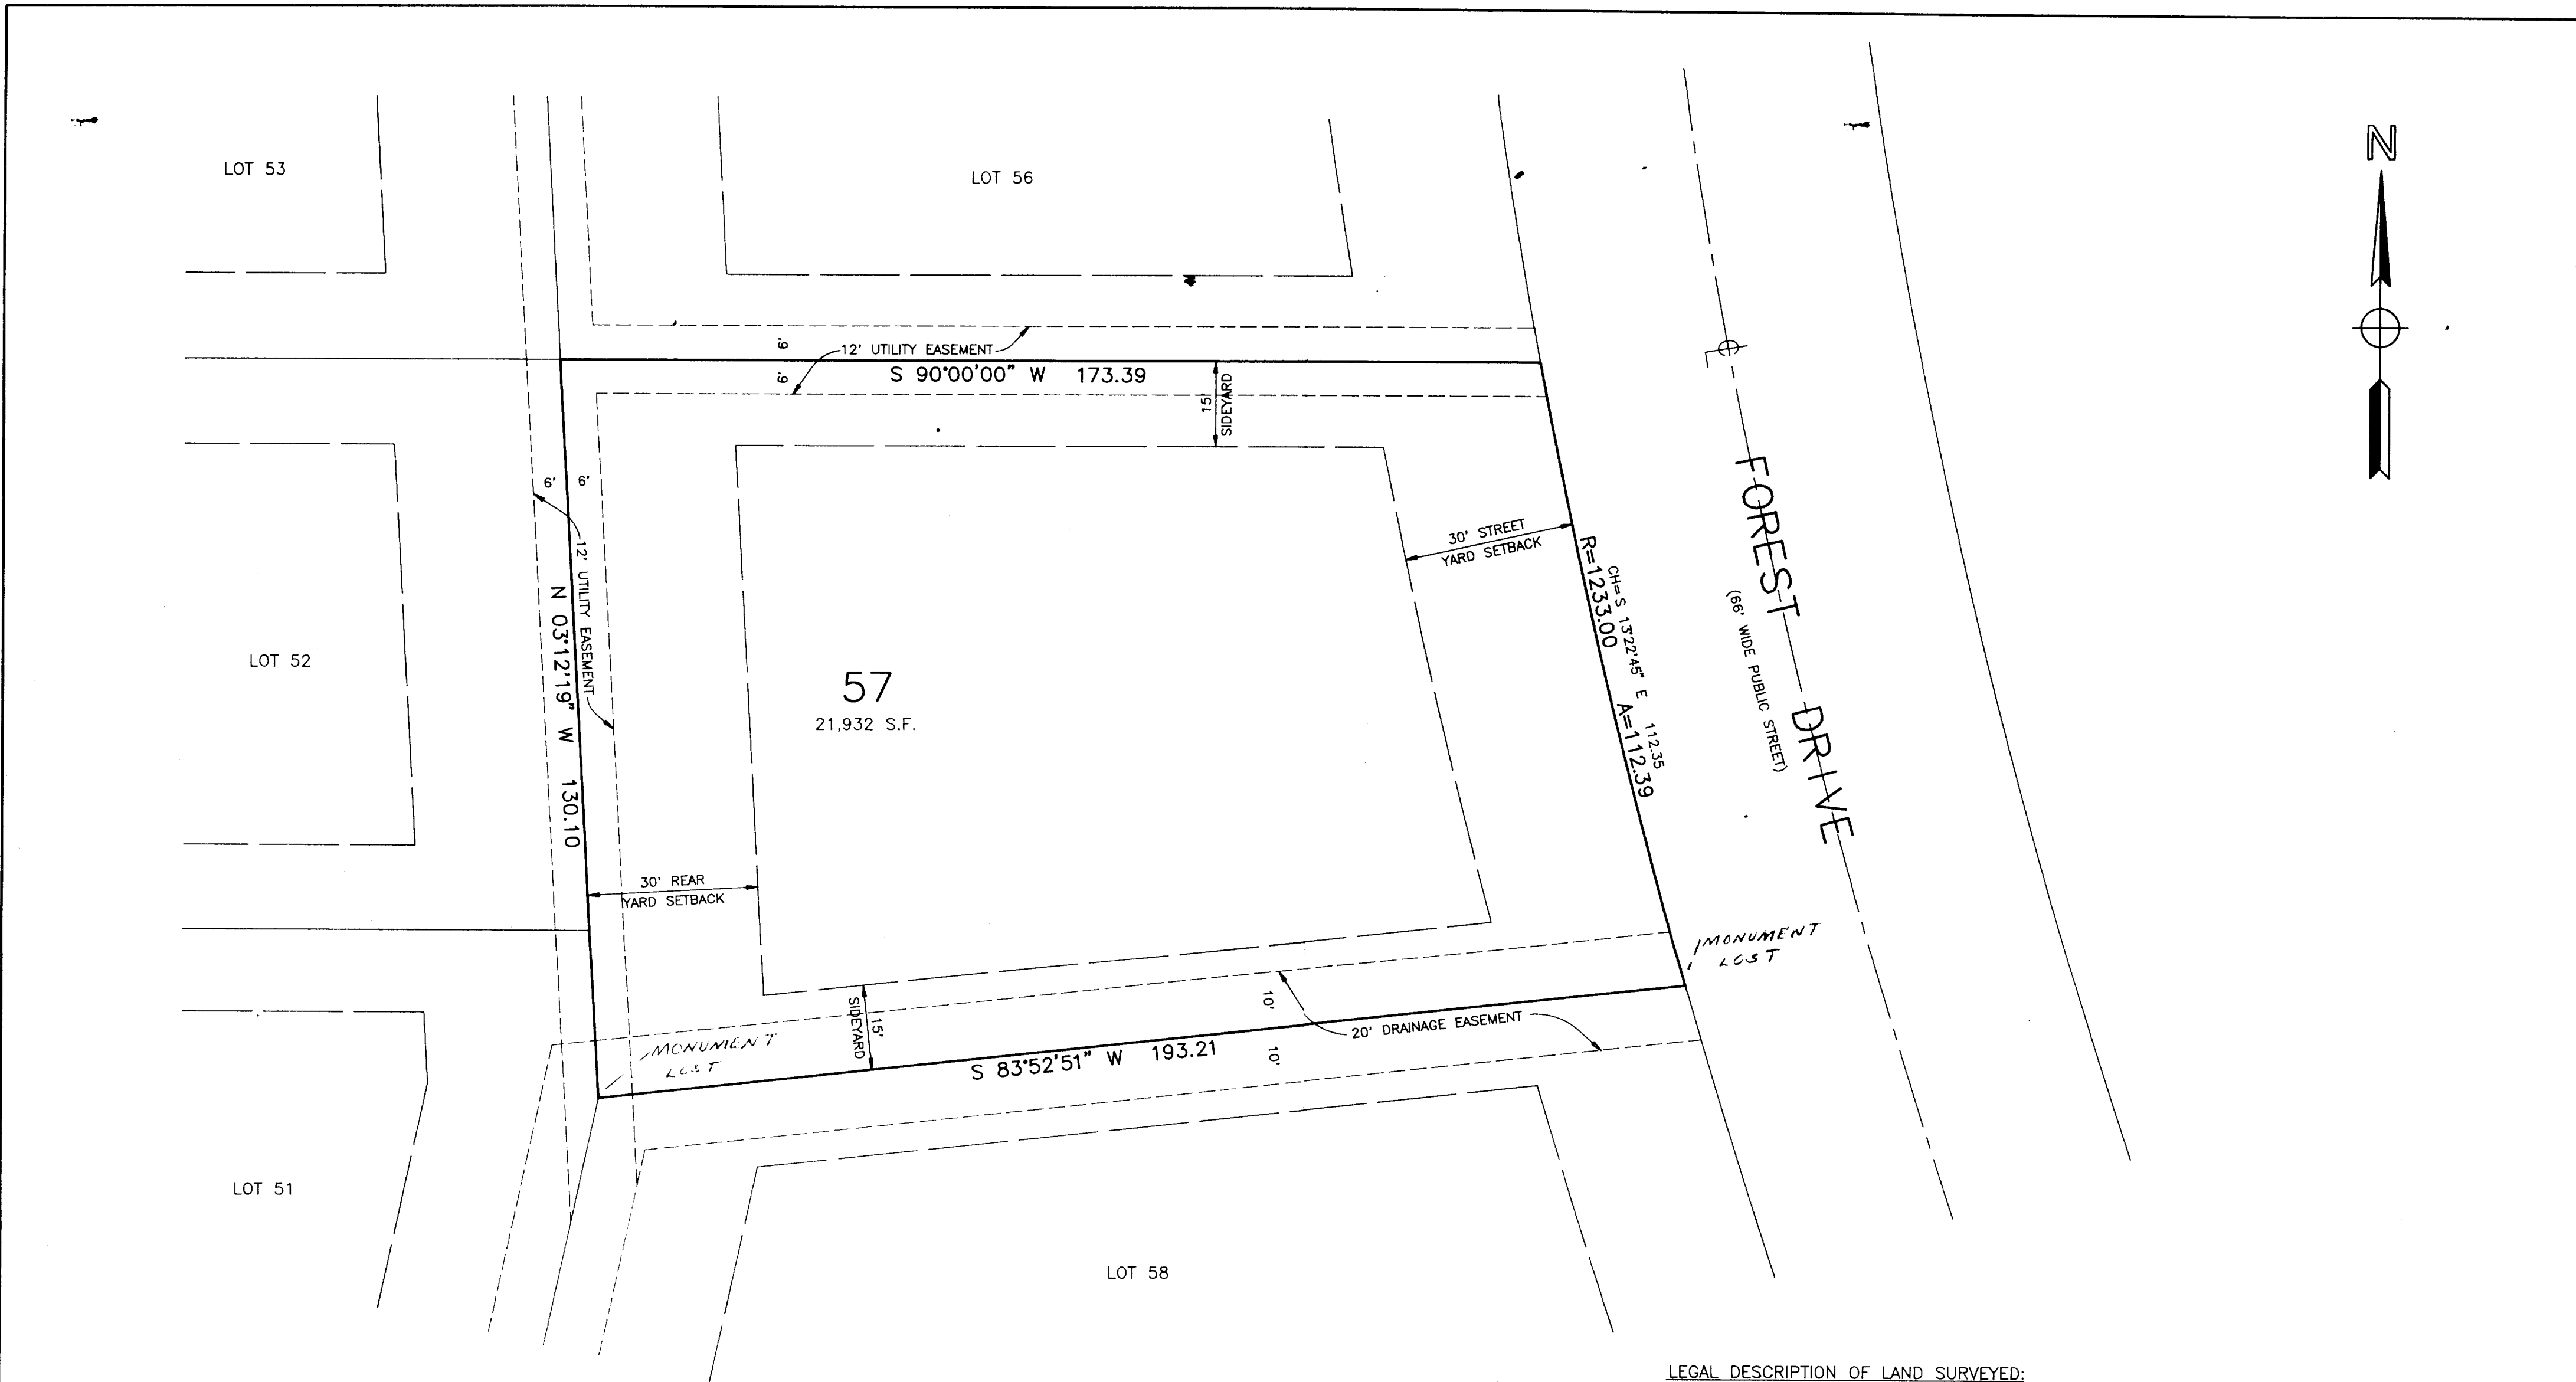 N
LOT 53
LOT 56
6'
12' UTILITY EASEMENT
6'
S 90°00'00" W 173.39
15'
SIDEYARD
6' 6'
12' UTILITY EASEMENT
N 03°12'19" W 130.10
30' STREET
YARD SETBACK
CH= S 13°22'45" E 112.35
R=1233.00 A=112.39
FOREST DRIVE
(66' WIDE PUBLIC STREET)
LOT 52
57
21,932 S.F.
30' REAR
YARD SETBACK
MONUMENT
LOST
15'
SIDEYARD
10'
20' DRAINAGE EASEMENT
10'
S 83°52'51" W 193.21
MONUMENT
LOST
LOT 51
LOT 58
LEGAL DESCRIPTION OF LAND SURVEYED: